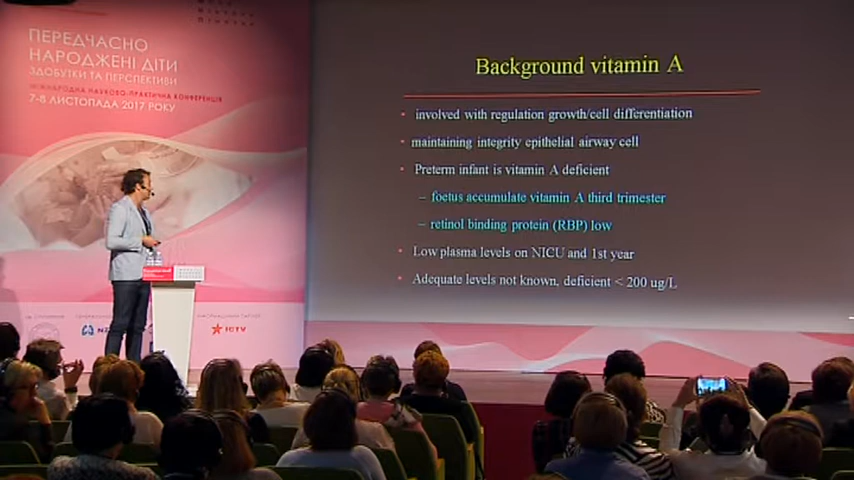 ПЕРЕДЧАСНО
НАРОДЖЕНІ ДІТИ
ЗДОБУТКИ ТА ПЕРСПЕКТИВИ
МІЖНАРОДНА НАУКОВО-ПРАКТИЧНА КОНФЕРЕНЦІЯ
7-8 ЛИСТОПАДА 2017 РОКУ
Background vitamin A
• involved with regulation growth/cell differentiation
• maintaining integrity epithelial airway cell
• Preterm infant is vitamin A deficient
– foetus accumulate vitamin A third trimester
– retinol binding protein (RBP) low
• Low plasma levels on NICU and 1st year
• Adequate levels not known, deficient < 200 ug/L
ICTV